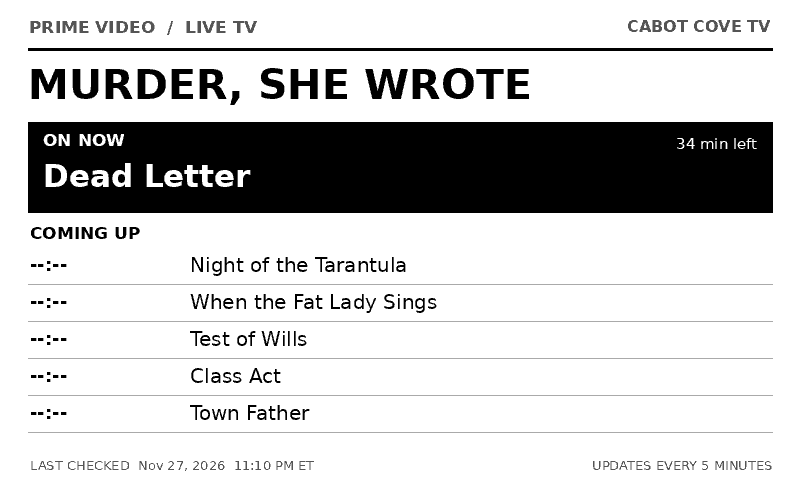 PRIME VIDEO / LIVE TV CABOT COVE TV
MURDER, SHE WROTE
ON NOW 34 min left
Dead Letter
COMING UP
--:-- Night of the Tarantula
--:-- When the Fat Lady Sings
--:-- Test of Wills
--:-- Class Act
--:-- Town Father
LAST CHECKED Nov 27, 2026 11:10 PM ET UPDATES EVERY 5 MINUTES